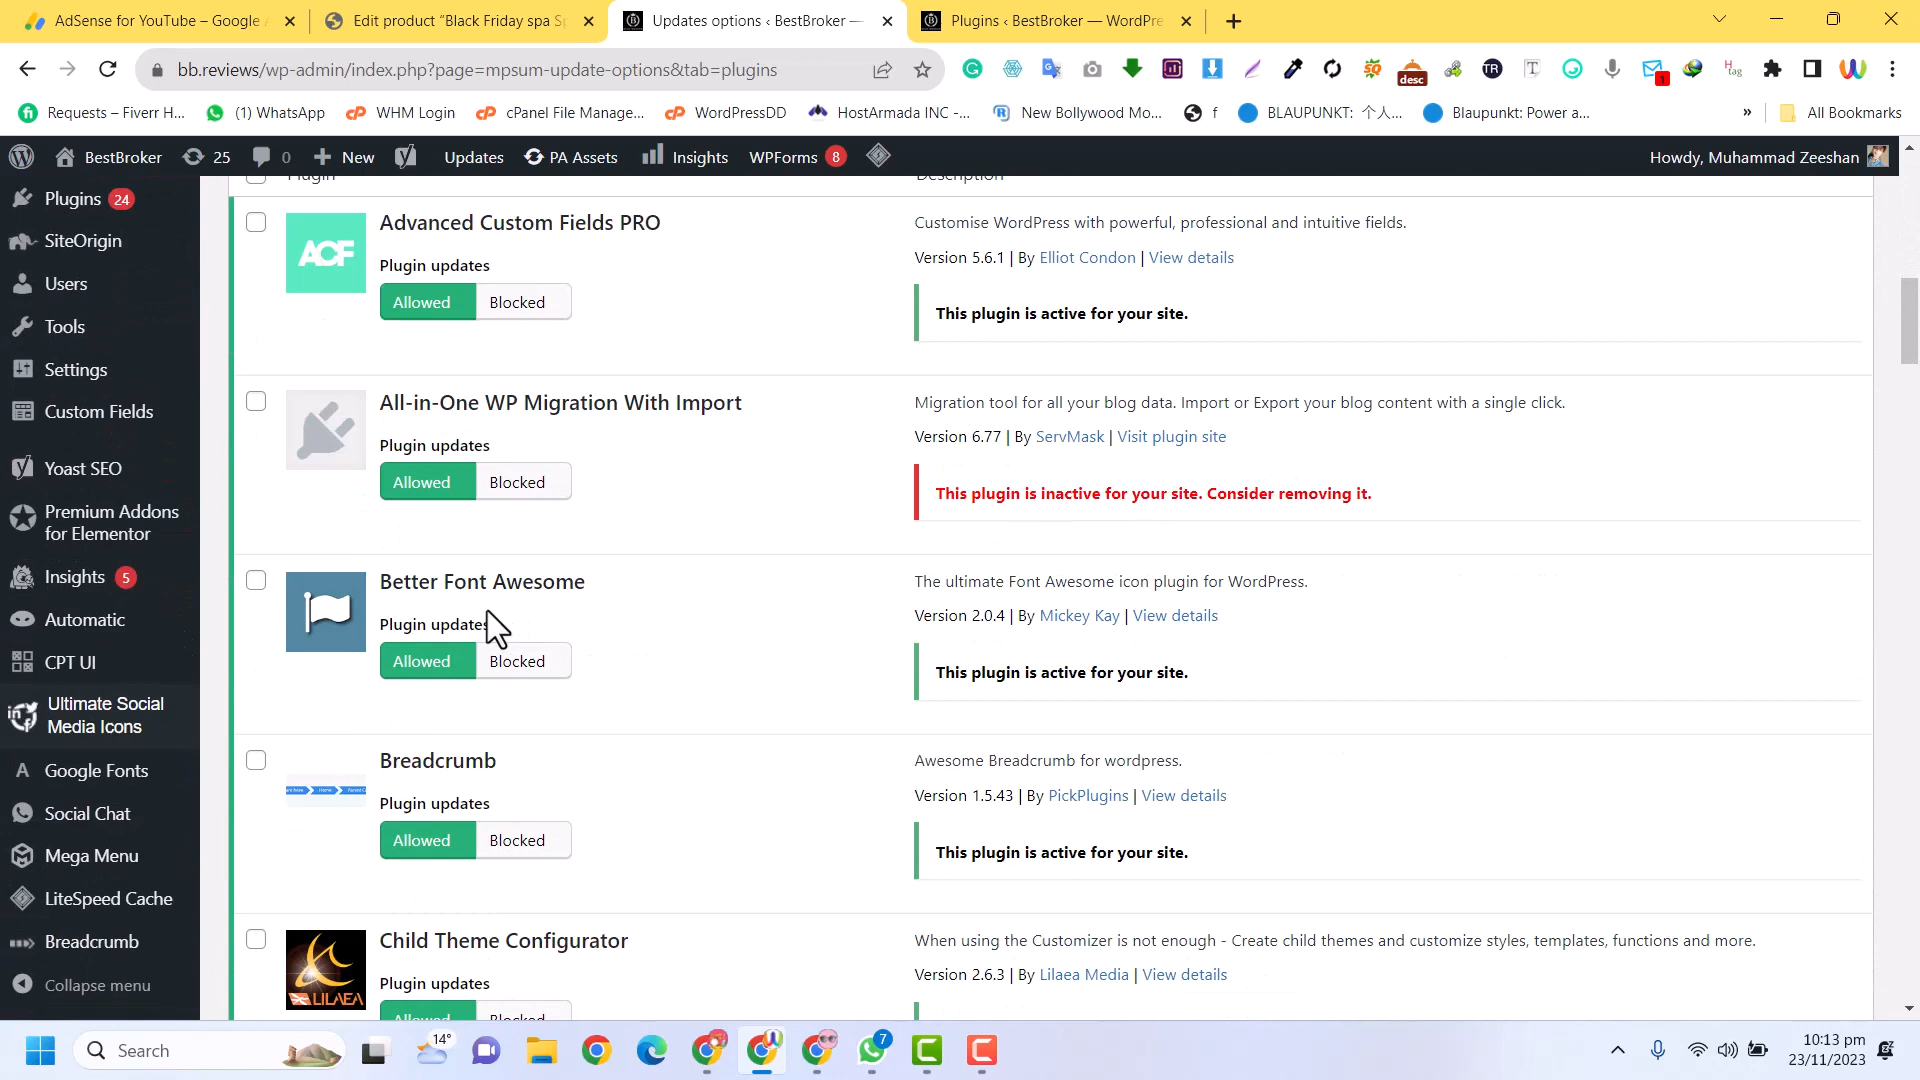 AdSense for YouTube – Google
Edit product “Black Friday spa S
Updates options ‹ BestBroker —
Plugins ‹ BestBroker — WordPre
bb.reviews/wp-admin/index.php?page=mpsum-update-options&tab=plugins
desc
1
TR
T
H
tag
Requests – Fiverr H...
(1) WhatsApp
WHM Login
cPanel File Manage...
WordPressDD
HostArmada INC -...
New Bollywood Mo...
f
BLAUPUNKT: 个人...
Blaupunkt: Power a...
»
All Bookmarks
BestBroker
25
0
New
Updates
PA Assets
Insights
WPForms 8
Howdy, Muhammad Zeeshan
Plugins 24
SiteOrigin
Users
Tools
Settings
Custom Fields
Yoast SEO
Premium Addons
for Elementor
Insights 5
Automatic
CPT UI
Ultimate Social
Media Icons
Google Fonts
Social Chat
Mega Menu
LiteSpeed Cache
Breadcrumb
Collapse menu
Plugin
Description
ACF
Advanced Custom Fields PRO
Plugin updates
Allowed Blocked
Customise WordPress with powerful, professional and intuitive fields.
Version 5.6.1 | By Elliot Condon | View details
This plugin is active for your site.
All-in-One WP Migration With Import
Plugin updates
Allowed Blocked
Migration tool for all your blog data. Import or Export your blog content with a single click.
Version 6.77 | By ServMask | Visit plugin site
This plugin is inactive for your site. Consider removing it.
Better Font Awesome
Plugin updates
Allowed Blocked
The ultimate Font Awesome icon plugin for WordPress.
Version 2.0.4 | By Mickey Kay | View details
This plugin is active for your site.
Breadcrumb
Plugin updates
Allowed Blocked
Awesome Breadcrumb for wordpress.
Version 1.5.43 | By PickPlugins | View details
This plugin is active for your site.
LILAEA
Child Theme Configurator
Plugin updates
Allowed Blocked
When using the Customizer is not enough - Create child themes and customize styles, templates, functions and more.
Version 2.6.3 | By Lilaea Media | View details
Search
14°
7
10:13 pm
23/11/2023